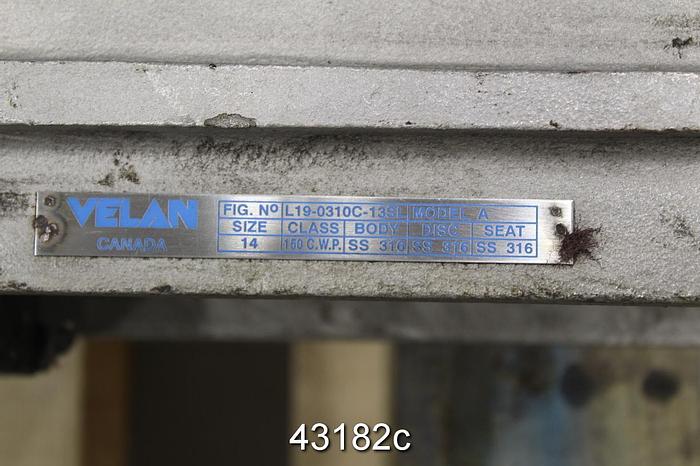 VELAN
CANADA
FIG. Nº L19-0310C-13SL MODEL A
SIZE CLASS BODY DISC SEAT
14 150 C.W.P. SS 316 SS 316 SS 316
43182c